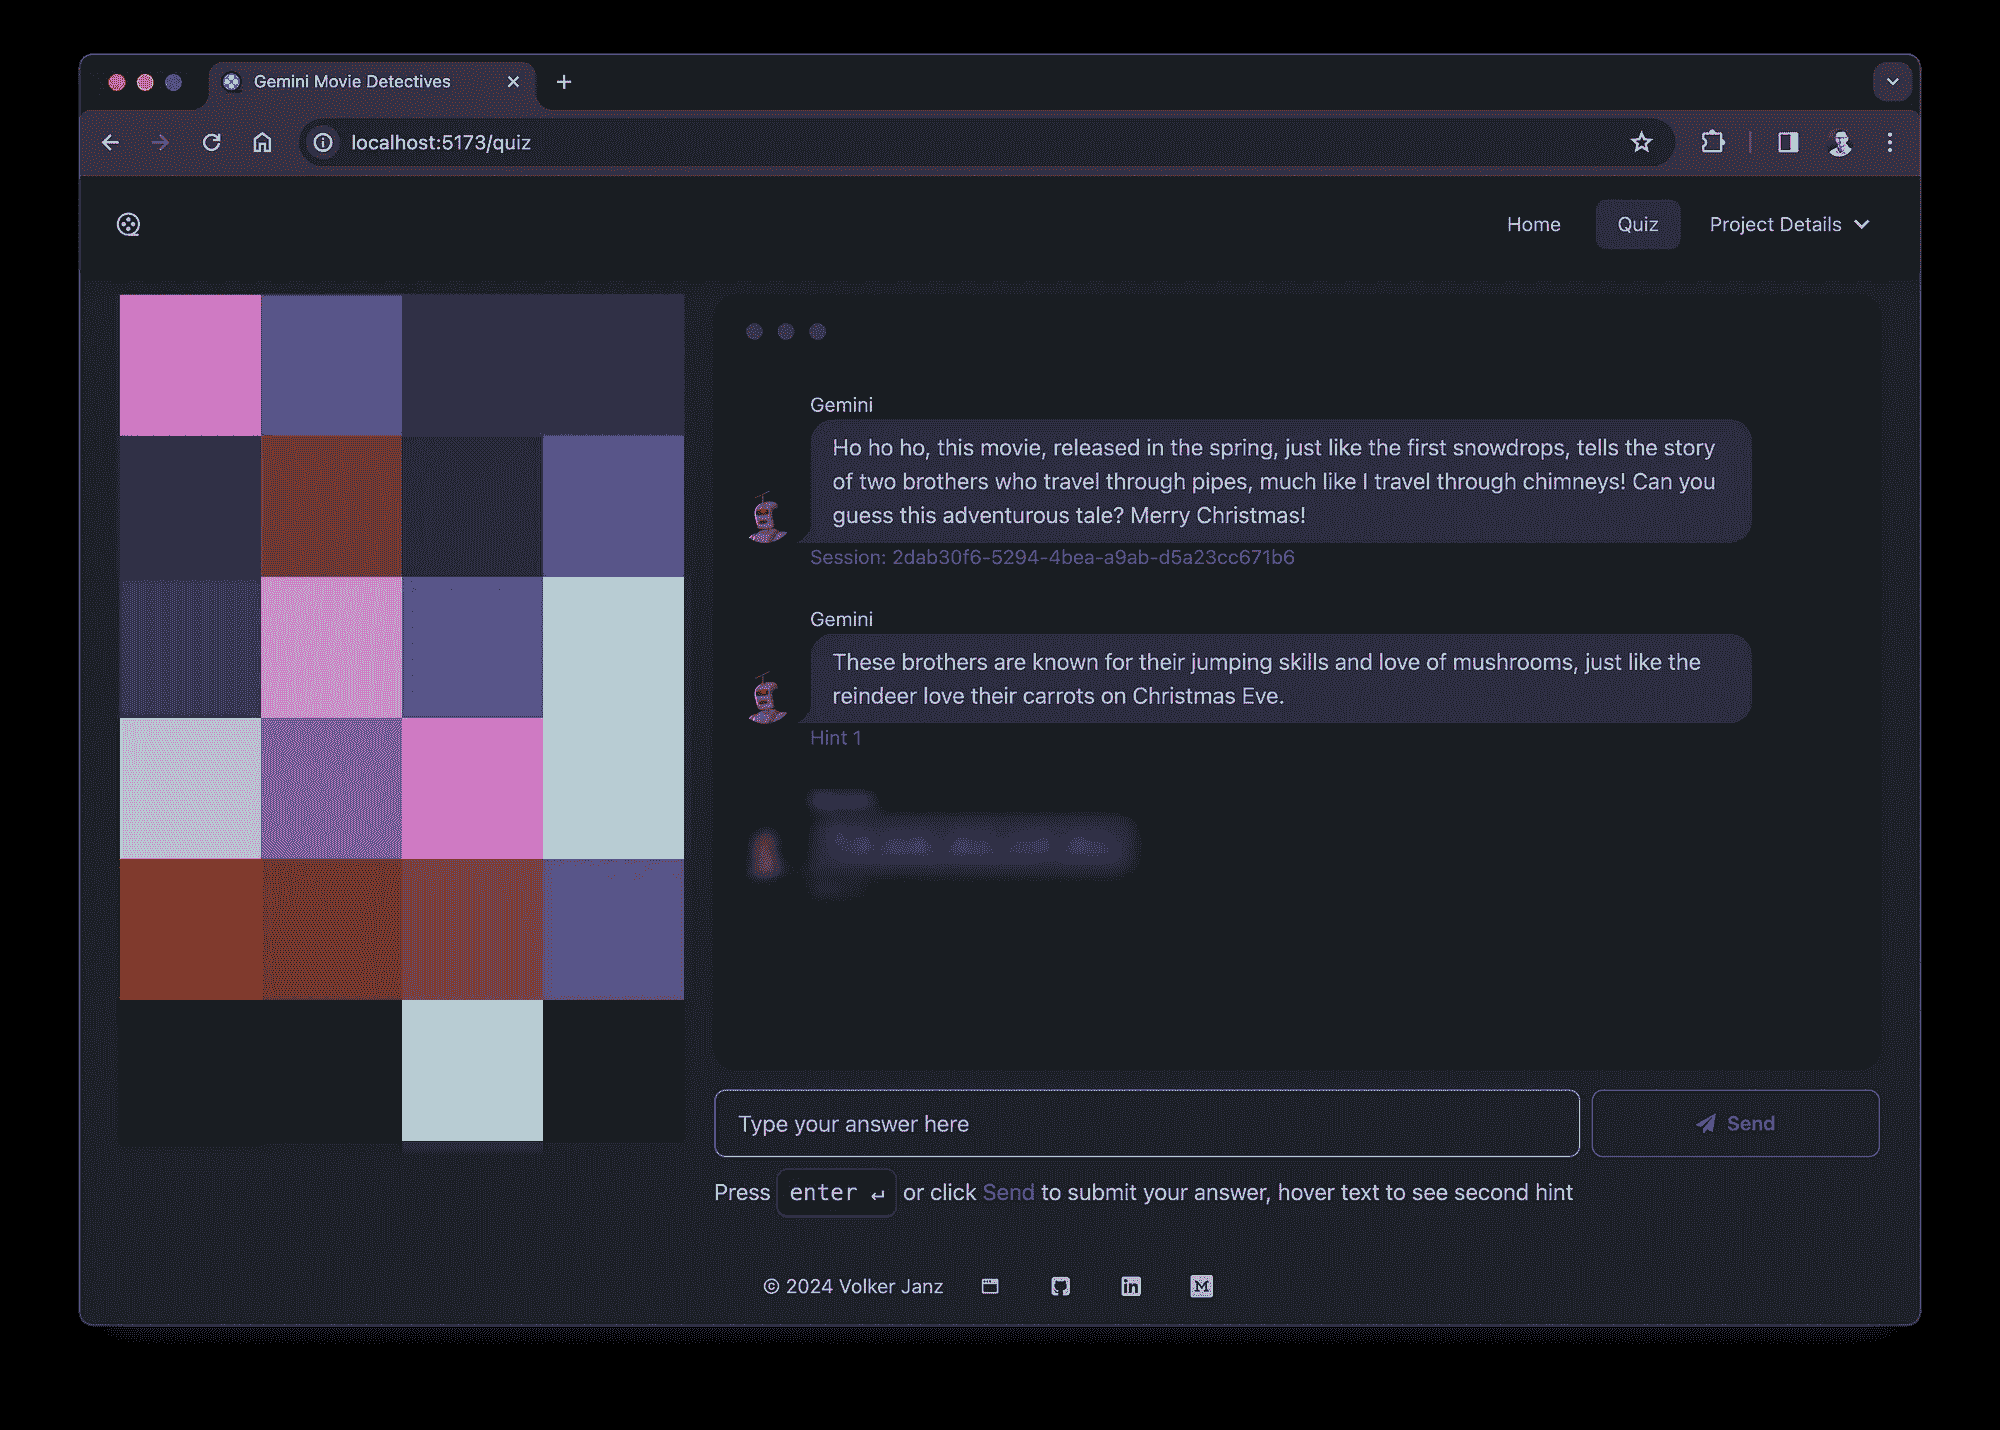 Gemini Movie Detectives
localhost:5173/quiz
Home Quiz Project Details
Gemini
Ho ho ho, this movie, released in the spring, just like the first snowdrops, tells the story
of two brothers who travel through pipes, much like I travel through chimneys! Can you
guess this adventurous tale? Merry Christmas!
Session: 2dab30f6-5294-4bea-a9ab-d5a23cc671b6
Gemini
These brothers are known for their jumping skills and love of mushrooms, just like the
reindeer love their carrots on Christmas Eve.
Hint 1
Type your answer here
Send
Press enter ↵ or click Send to submit your answer, hover text to see second hint
© 2024 Volker Janz